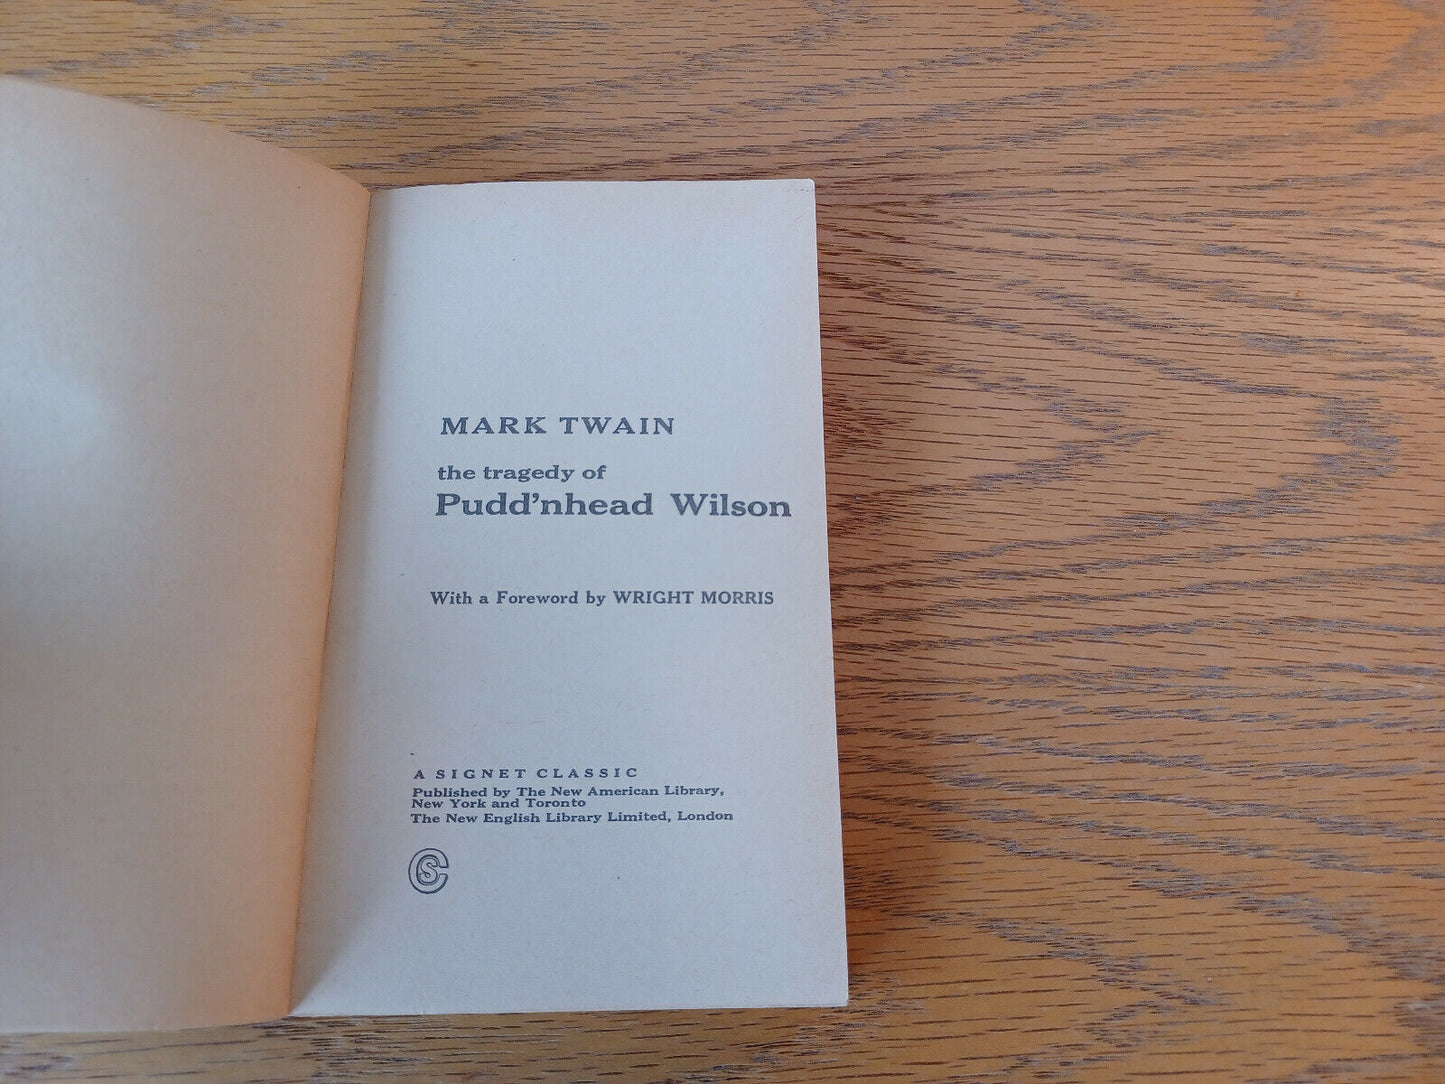 MARK TWAIN
the tragedy of
Pudd'nhead Wilson
With a Foreword by WRIGHT MORRIS
A SIGNET CLASSIC
Published by The New American Library,
New York and Toronto
The New English Library Limited, London
CS